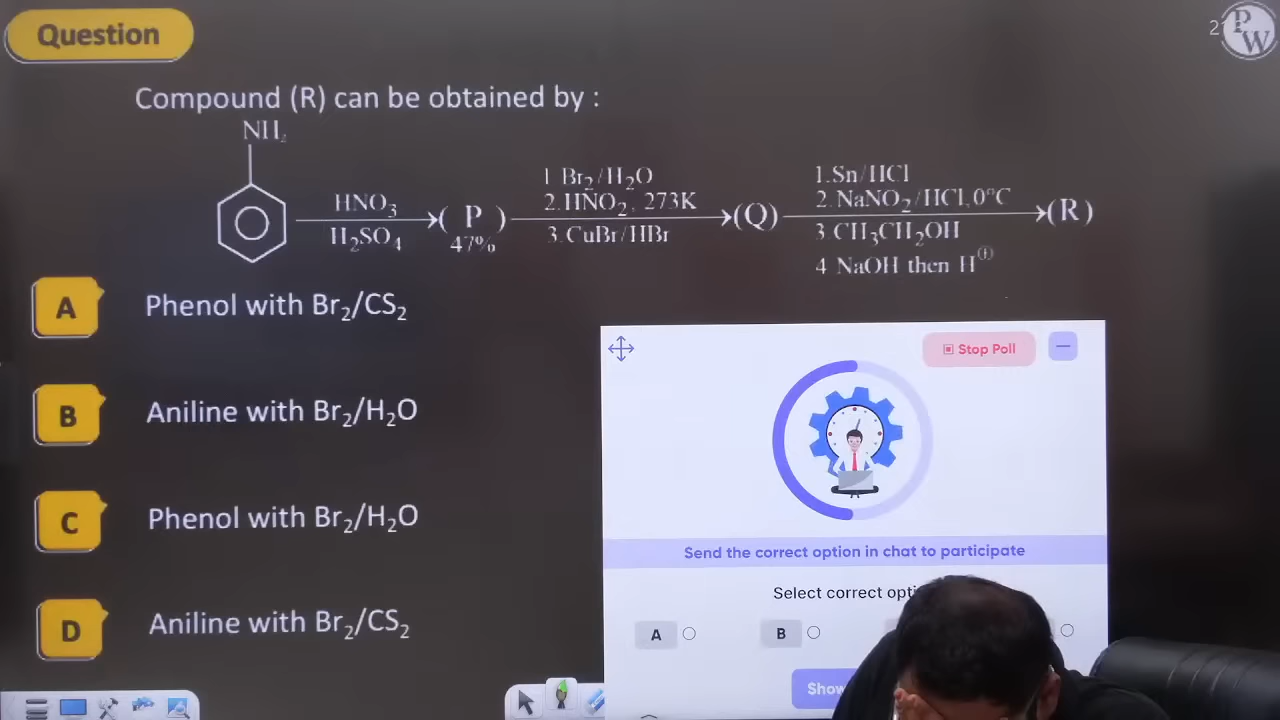 Question
2
PW
Compound (R) can be obtained by :
NH₂
HNO₃
H₂SO₄
(P)
47%
1 Br₂/H₂O
2.HNO₂, 273K
3.CuBr/HBr
(Q)
1.Sn/HCl
2.NaNO₂/HCl,0°C
3.CH₃CH₂OH
4 NaOH then H⊕
(R)
A Phenol with Br₂/CS₂
B Aniline with Br₂/H₂O
C Phenol with Br₂/H₂O
D Aniline with Br₂/CS₂
Stop Poll
Send the correct option in chat to participate
Select correct
A
B